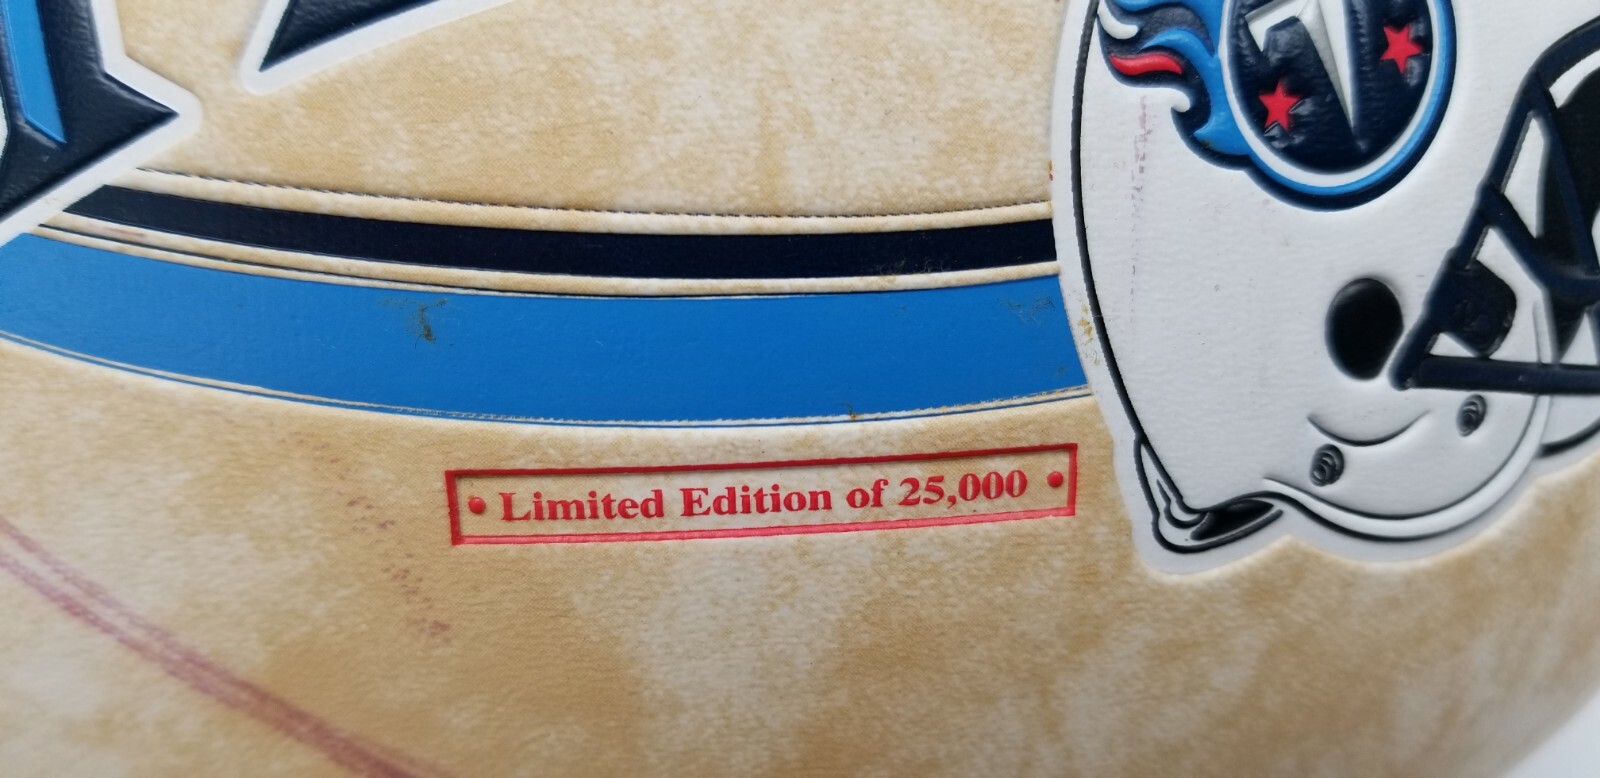 • Limited Edition of 25,000 •